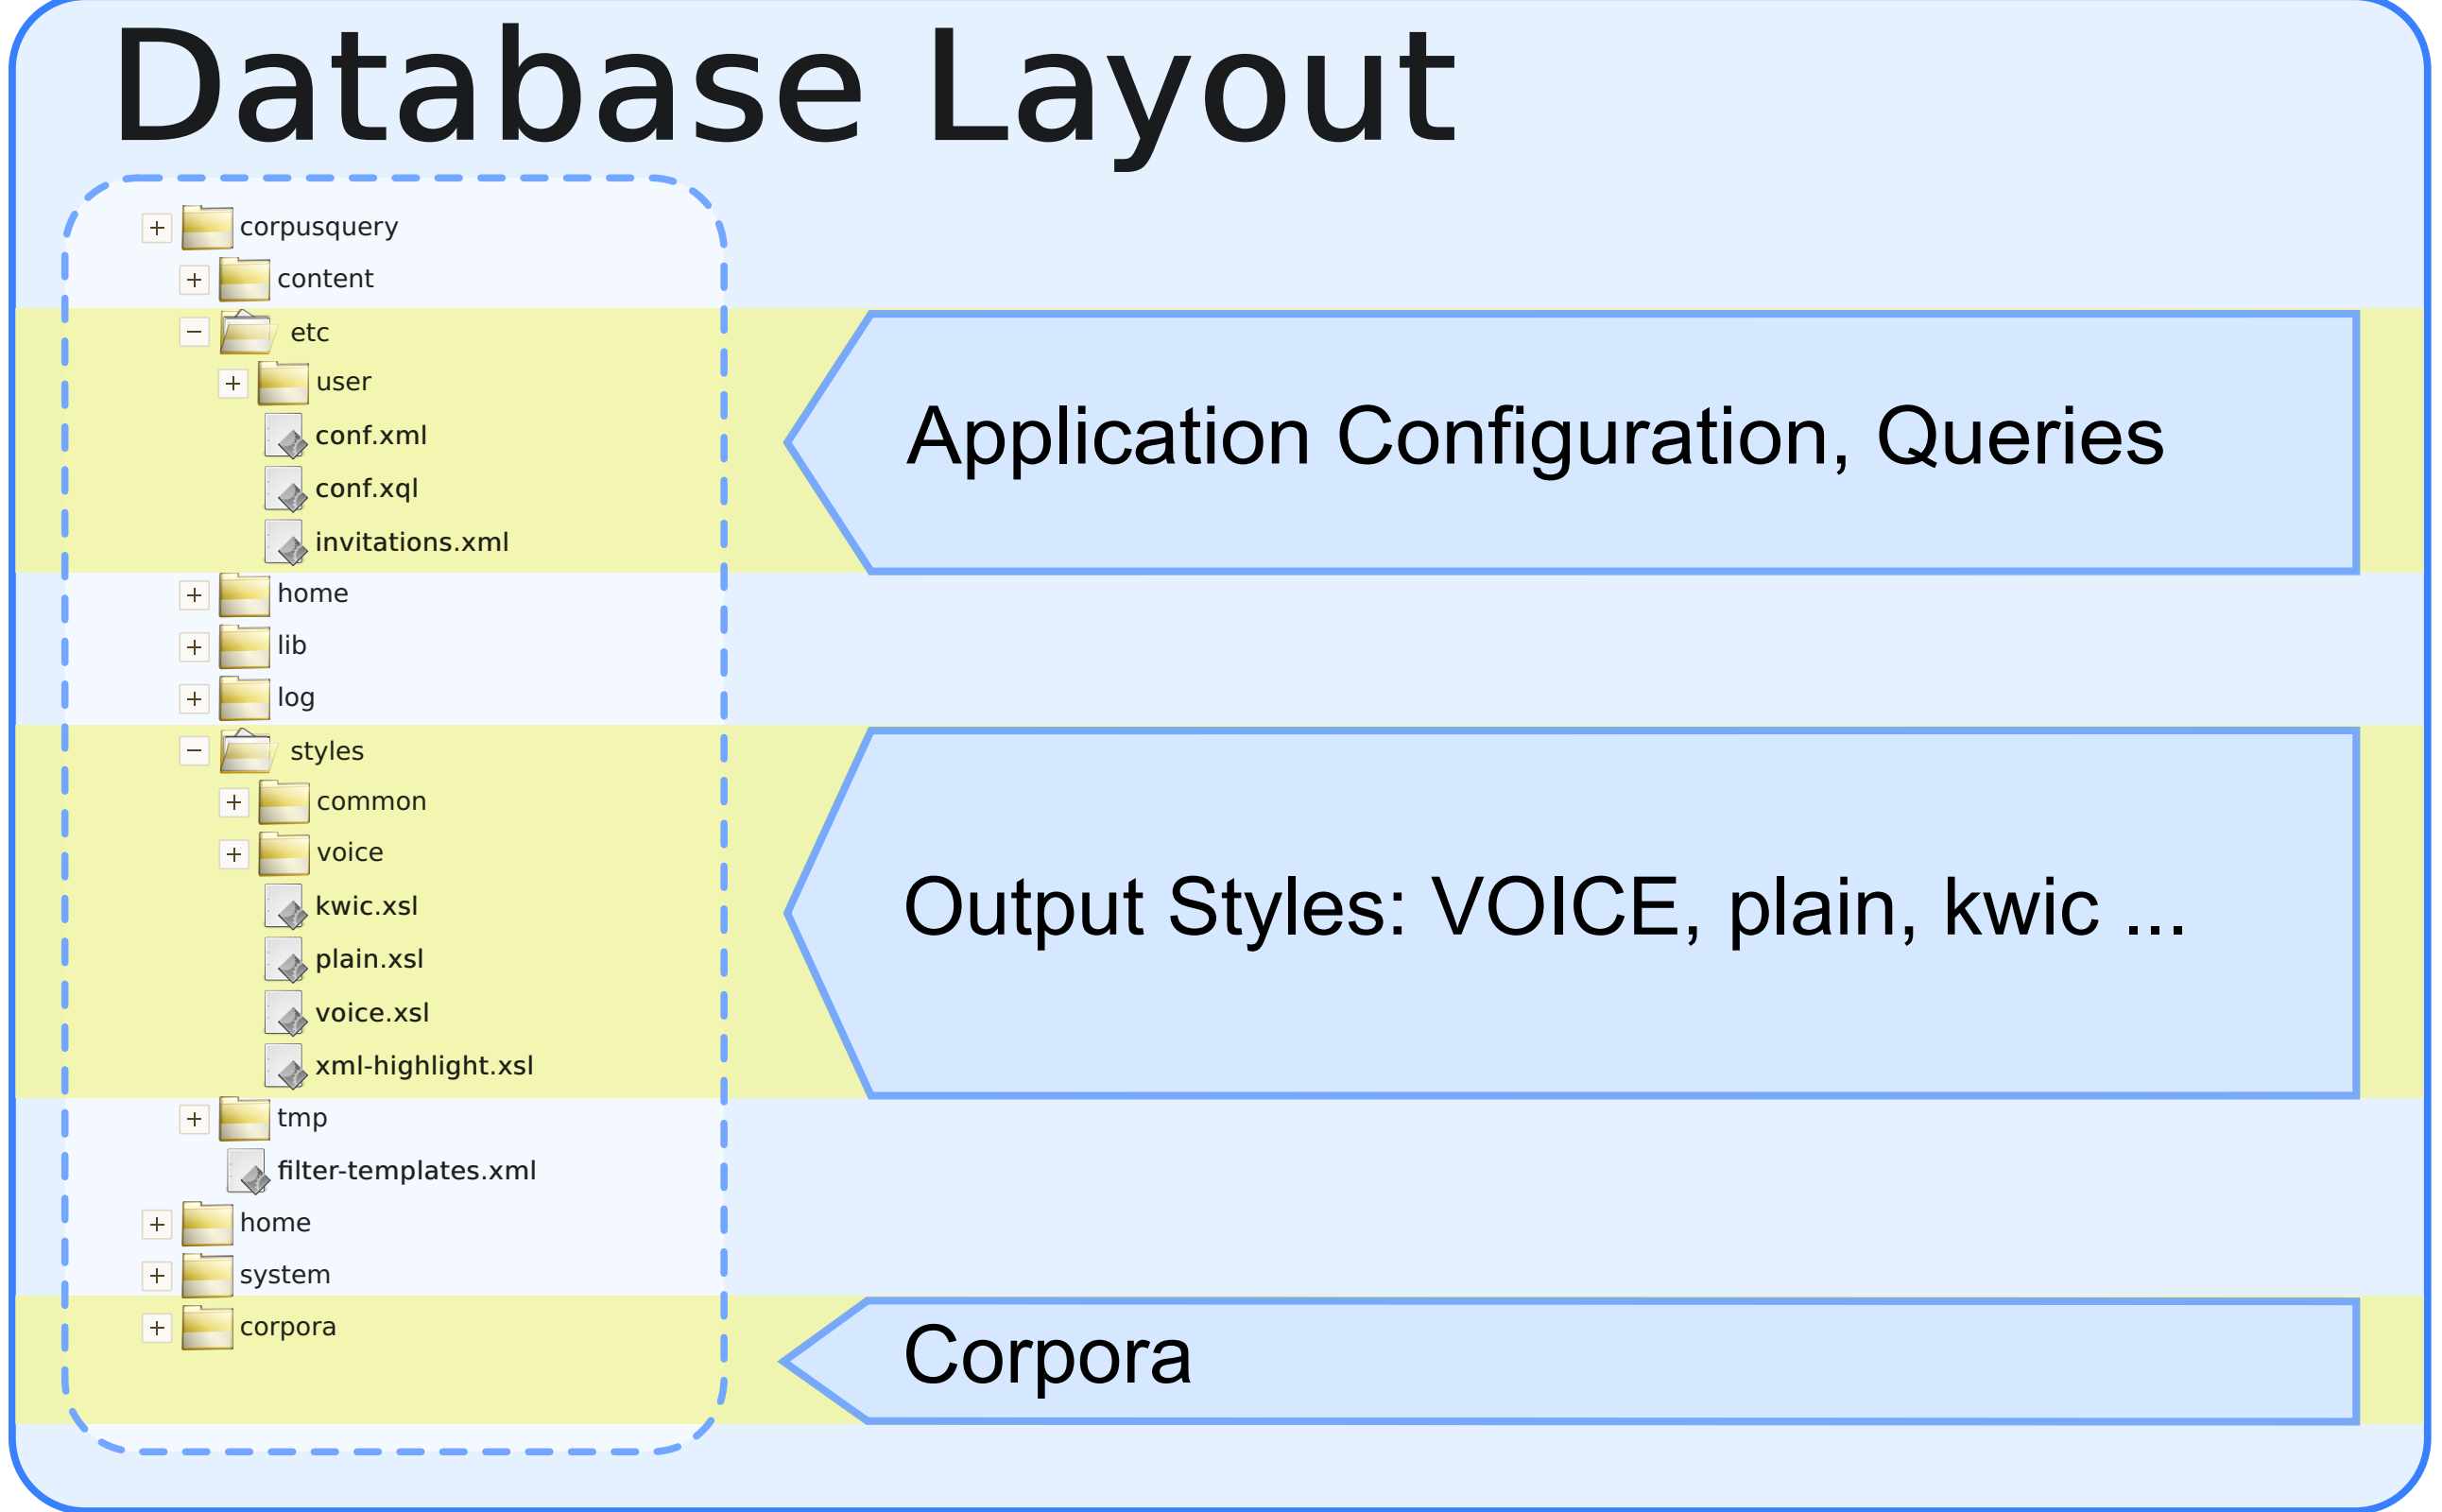 Database Layout
corpusquery
content
etc
user
conf.xml
conf.xql
invitations.xml
Application Configuration, Queries
home
lib
log
styles
common
voice
kwic.xsl
plain.xsl
voice.xsl
xml-highlight.xsl
Output Styles: VOICE, plain, kwic ...
tmp
filter-templates.xml
home
system
corpora
Corpora